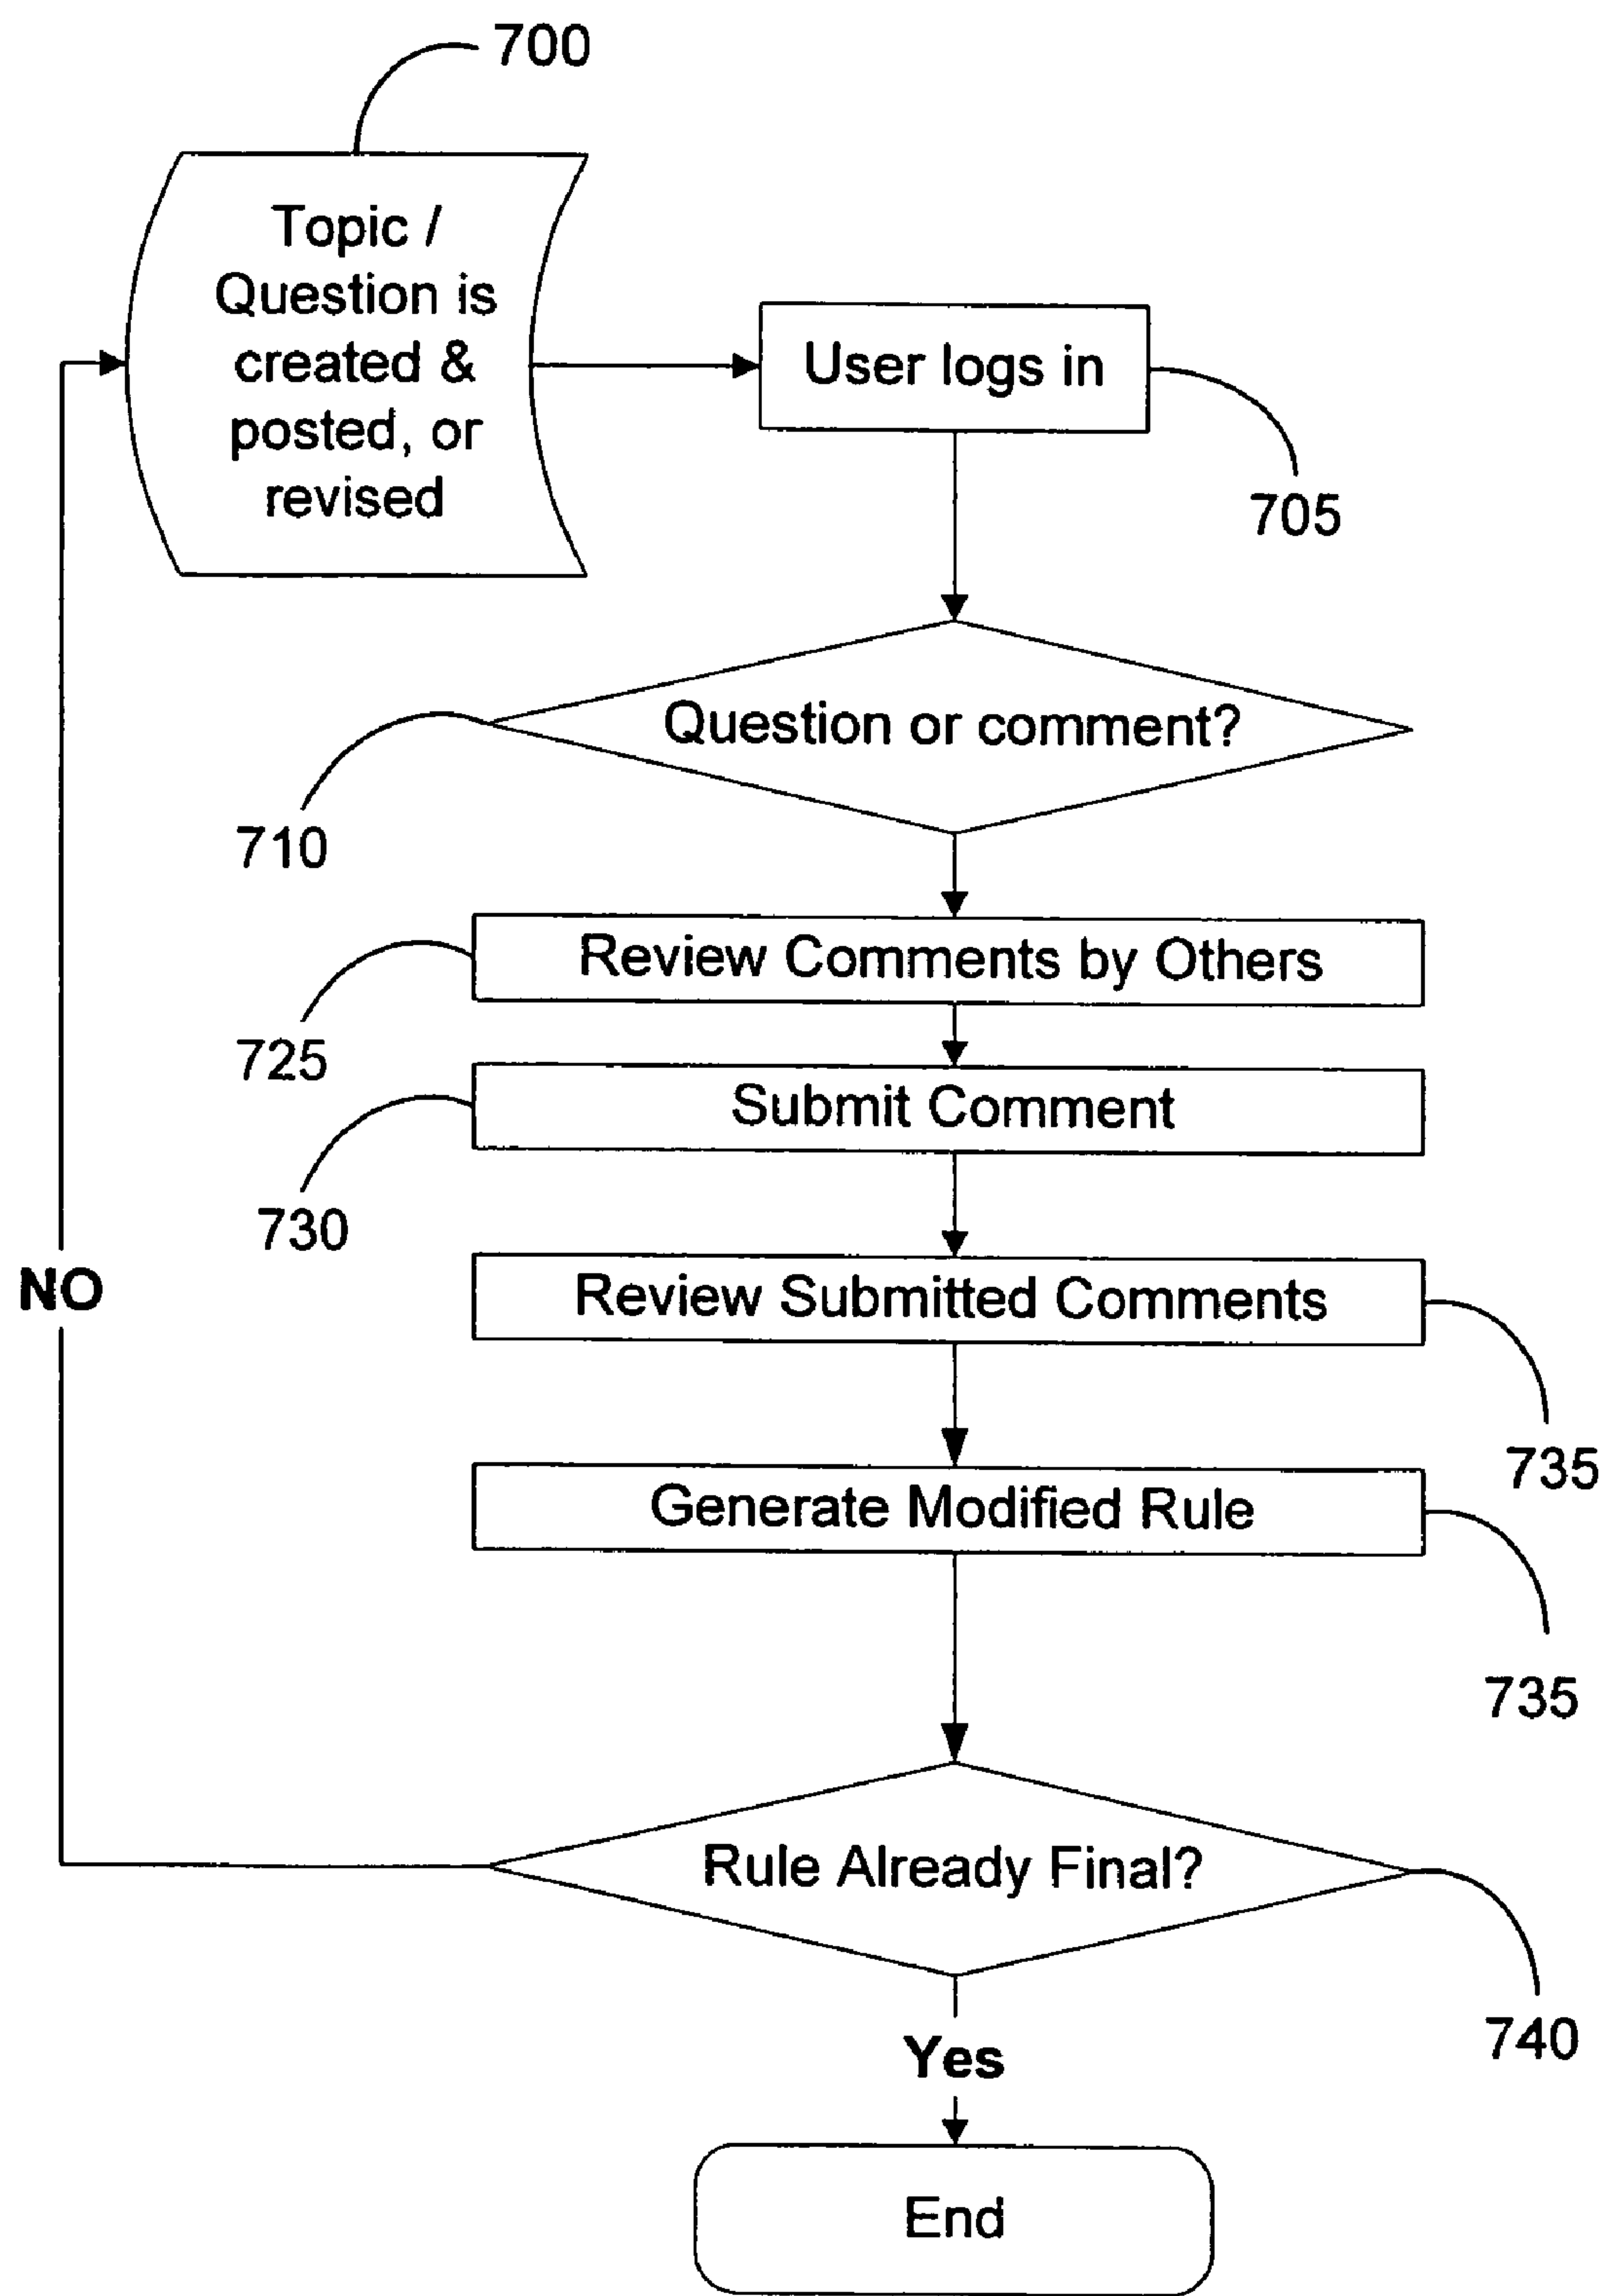 700
Topic /
Question is
created &
posted, or
revised
User logs in
705
Question or comment?
710
Review Comments by Others
725
Submit Comment
730
NO
Review Submitted Comments
735
Generate Modified Rule
735
Rule Already Final?
740
Yes
End